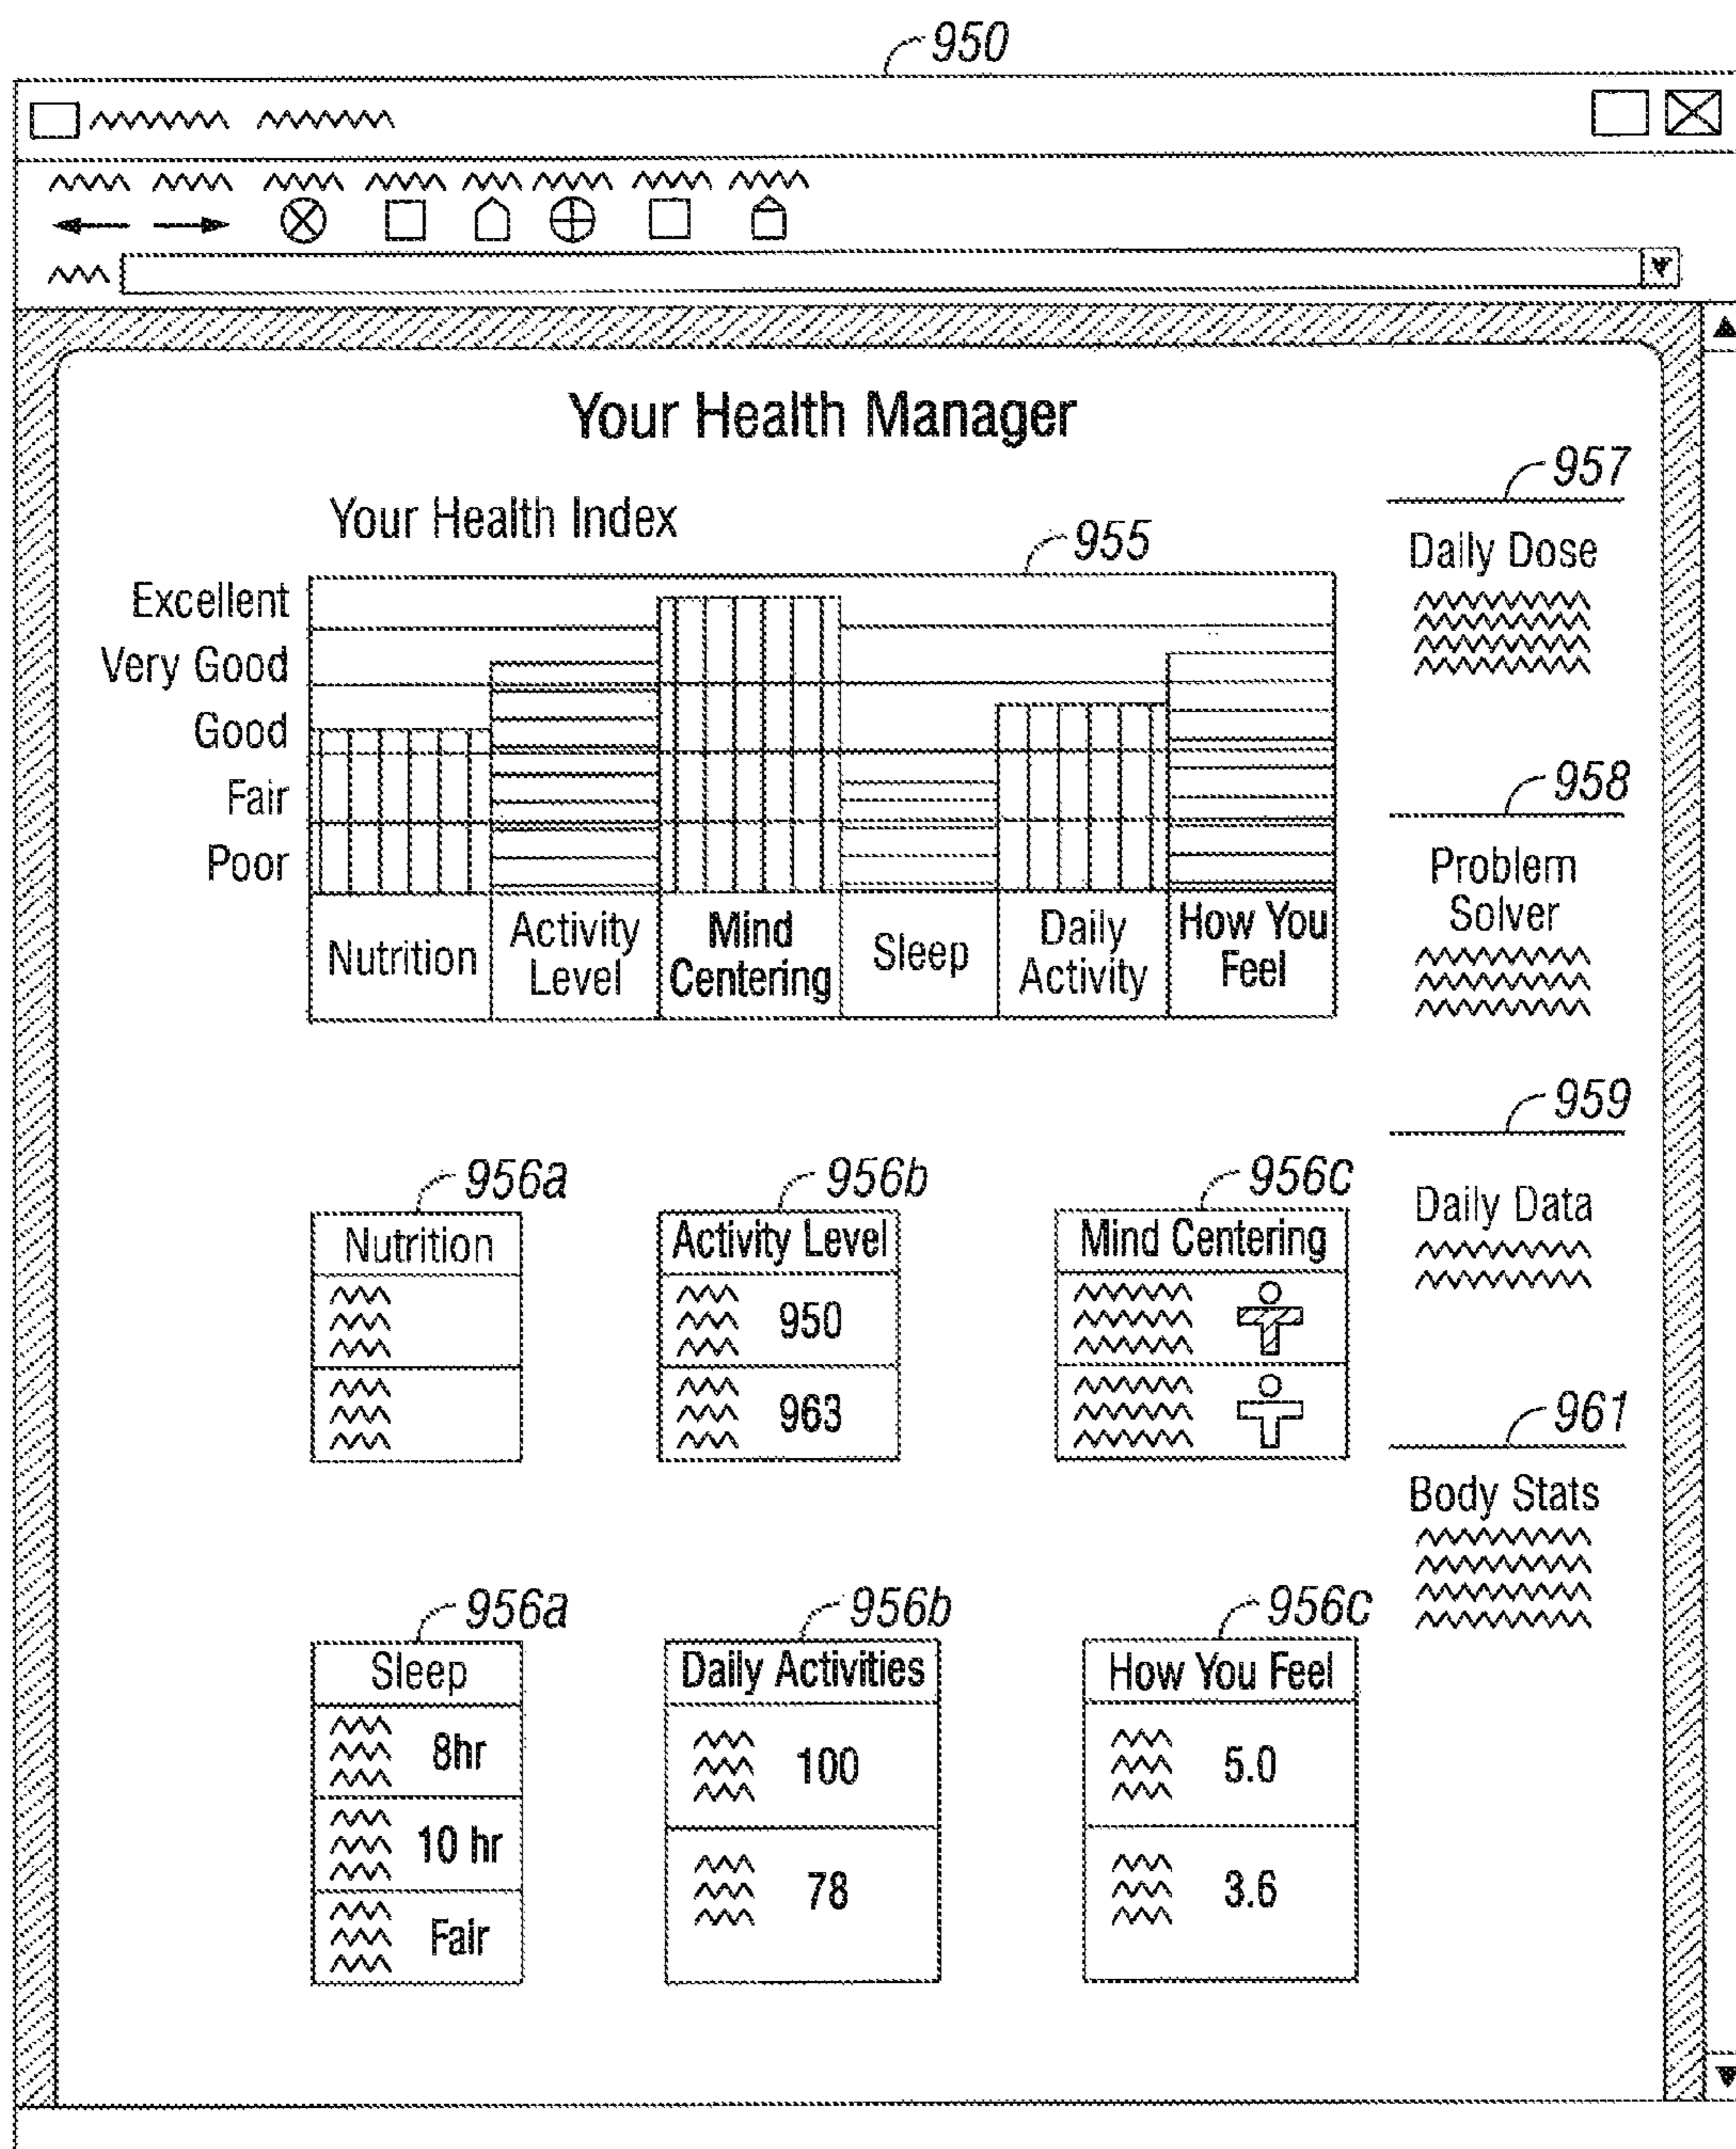 950
Your Health Manager
957
Your Health Index
955
Daily Dose
Excellent
Very Good
Good
Fair
Poor
958
Problem
Solver
Nutrition
Activity
Level
Mind
Centering
Sleep
Daily
Activity
How You
Feel
959
Daily Data
956a
Nutrition
956b
Activity Level
950
963
956c
Mind Centering
961
Body Stats
956a
Sleep
8hr
10 hr
Fair
956b
Daily Activities
100
78
956c
How You Feel
5.0
3.6